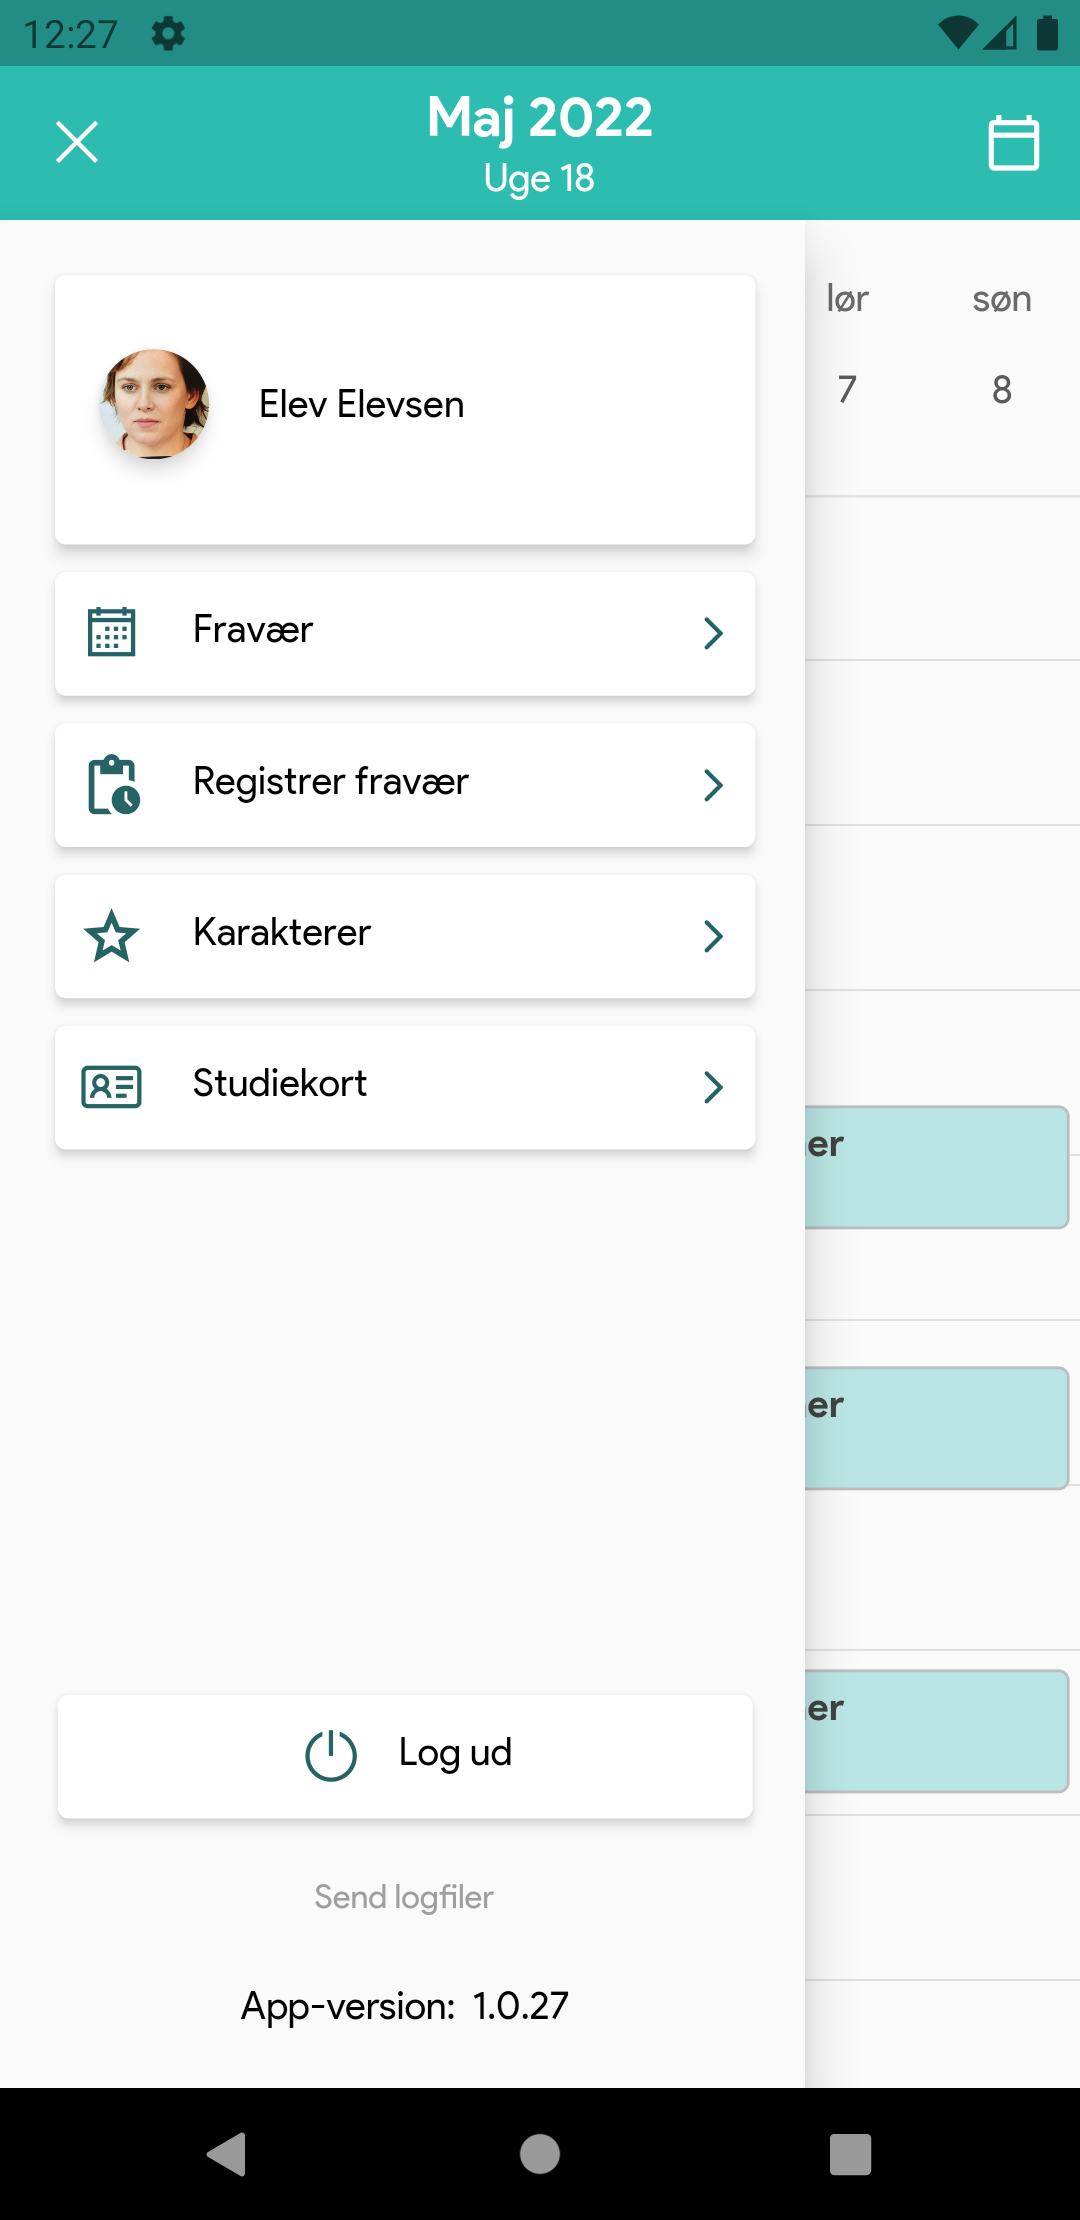 12:27
Maj 2022
Uge 18
lør søn
7 8
Elev Elevsen
Fravær
Registrer fravær
Karakterer
Studiekort
er
er
er
Log ud
Send logfiler
App-version: 1.0.27